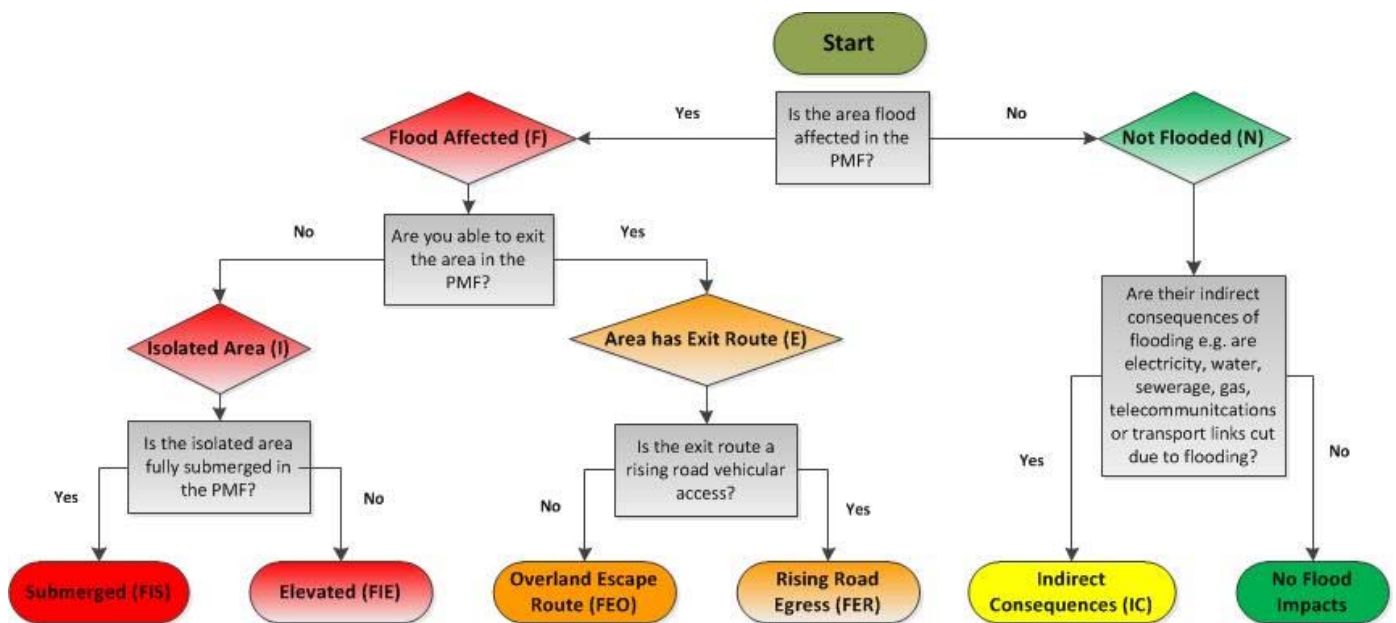 Start
Yes
Is the area flood
affected in the
PMF?
No
Flood Affected (F)
Not Flooded (N)
No
Are you able to exit
the area in the
PMF?
Yes
Isolated Area (I)
Area has Exit Route (E)
Are their indirect
consequences of
flooding e.g. are
electricity, water,
sewerage, gas,
telecommunitcations
or transport links cut
due to flooding?
Is the isolated area
fully submerged in
the PMF?
Yes
No
Is the exit route a
rising road vehicular
access?
No
Yes
Yes
No
Submerged (FIS)
Elevated (FIE)
Overland Escape
Route (FEO)
Rising Road
Egress (FER)
Indirect
Consequences (IC)
No Flood
Impacts